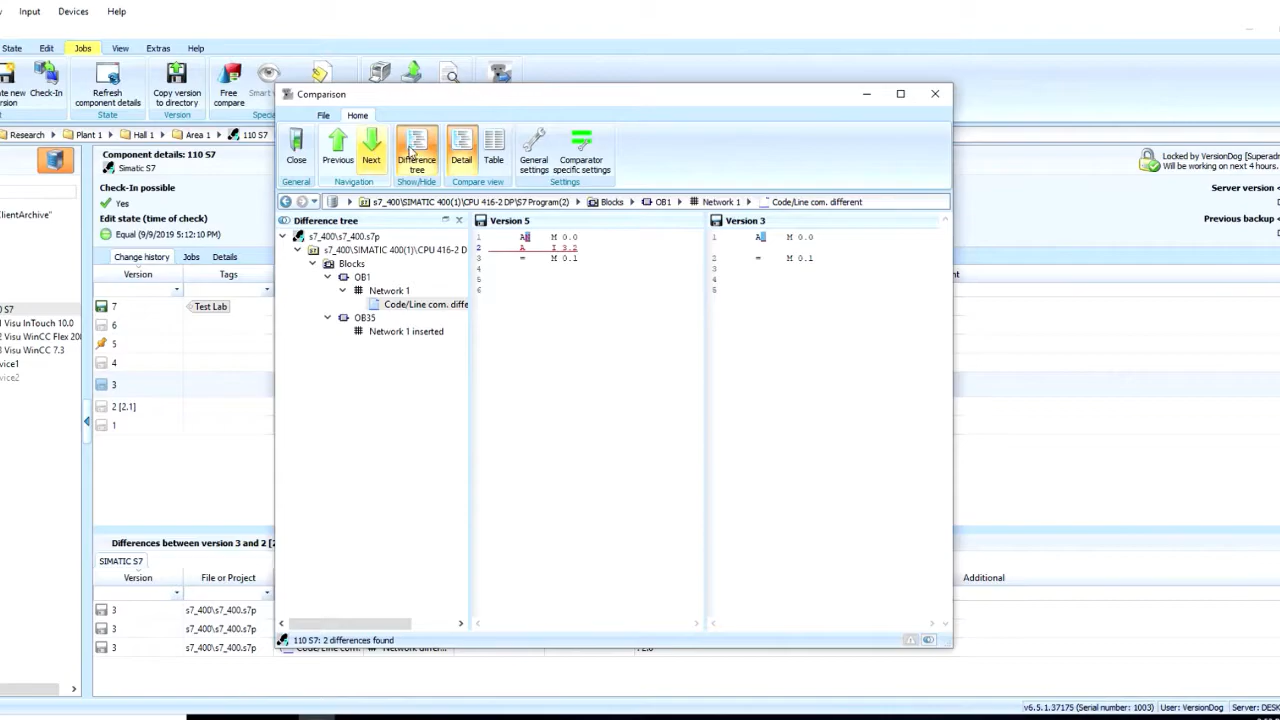 Input Devices Help
State Edit Jobs View Extras Help
Check-In
Refresh component details
Copy version to directory
Free compare
State Version
Research Plant 1 Hall 1 Area 1 110 S7
Component details: 110 S7
Simatic S7
Check-In possible
Yes
Edit state (time of check)
Equal (9/9/2019 5:12:10 PM)
Change history Jobs Details
Version Tags
7 Test Lab
6
5
4
3
2 [2.1]
1
lientArchive"
S7
1 Visu InTouch 10.0
2 Visu WinCC Flex 200
3 Visu WinCC 7.3
vice1
vice2
Comparison
File Home
Close Previous Next Difference tree Detail Table General settings Comparator specific settings
General Navigation Show/Hide Compare view Settings
s7_400\SIMATIC 400(1)\CPU 416-2 DP\S7 Program(2) Blocks OB1 Network 1 Code/Line com. different
Difference tree
s7_400\s7_400.s7p
s7_400\SIMATIC 400(1)\CPU 416-2 D
Blocks
OB1
Network 1
Code/Line com. diffe
OB35
Network 1 inserted
Version 5
1 M 0.0
2 A I 3.2
3 = M 0.1
4
5
6
Version 3
1 A M 0.0
2 = M 0.1
3
4
5
110 S7: 2 differences found
Locked by VersionDog [Superadm
Will be working on next 4 hours.
Server version
Previous backup
Differences between version 3 and 2 [2
SIMATIC S7
Version File or Project Additional
3 s7_400\s7_400.s7p
3 s7_400\s7_400.s7p
3 s7_400\s7_400.s7p
v6.5.1.37175 (Serial number: 1003) User: VersionDog Server: DESK